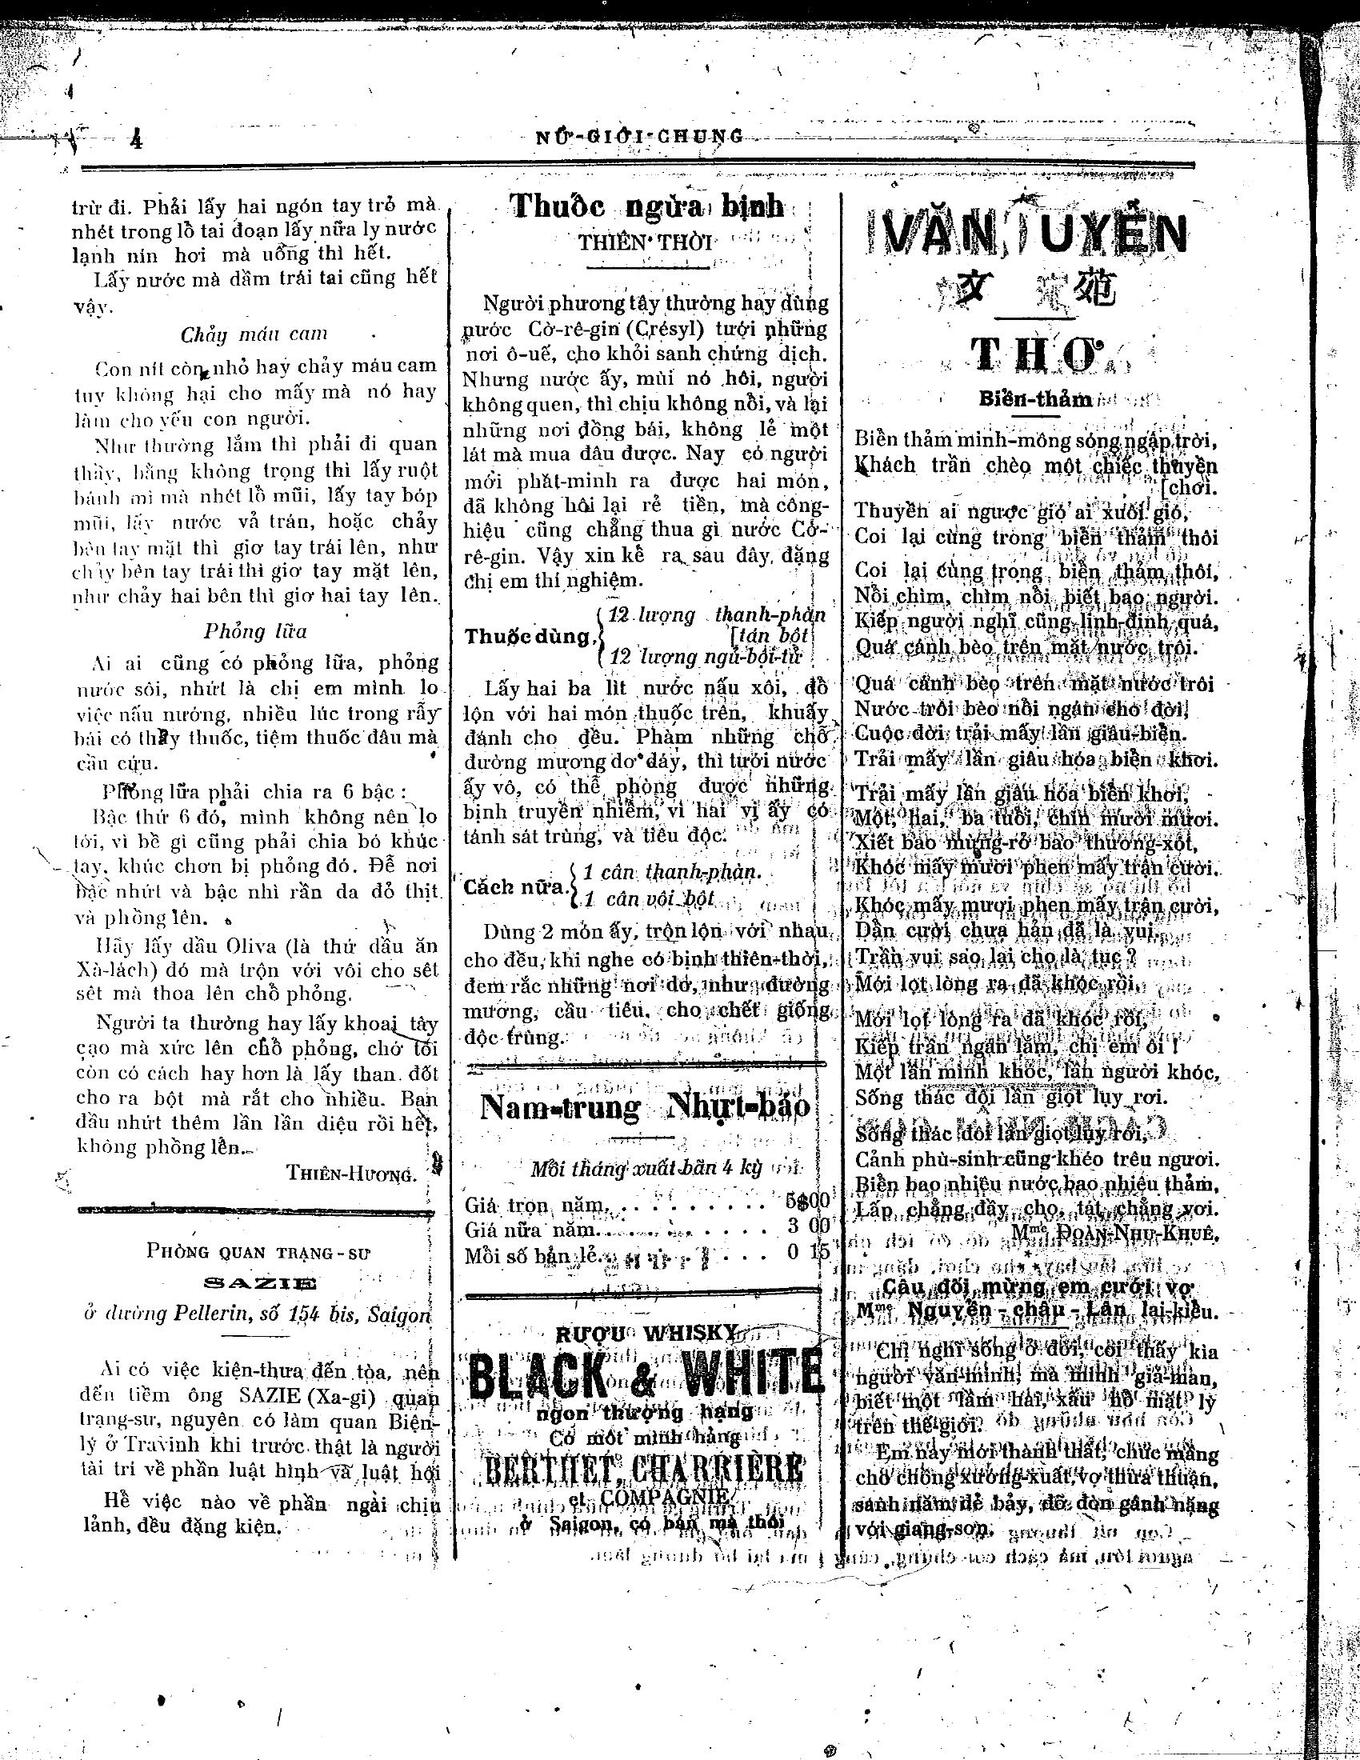 4
NỮ-GIỚI-CHUNG
trừ đi. Phải lấy hai ngón tay trỏ mà
nhét trong lỗ tai đoạn lấy nữa ly nước
lạnh nín hơi mà uống thì hết.
Lấy nước mà dầm trái tai cũng hết
vậy.
Chảy máu cam
Con nít còn nhỏ hay chảy máu cam
tuy không hại cho mấy mà nó hay
làm cho yếu con người.
Như thường lắm thì phải đi quan
thầy, bằng không trọng thì lấy ruột
bánh mì mà nhét lỗ mũi, lấy tay bóp
mũi, lấy nước vả trán, hoặc chảy
bên tay mặt thì giơ tay trái lên, như
chảy bên tay trái thì giơ tay mặt lên,
như chảy hai bên thì giơ hai tay lên.
Phỏng lữa
Ai ai cũng có phỏng lữa, phỏng
nước sôi, nhứt là chị em mình lo
việc nấu nướng, nhiều lúc trong rẫy
bái có thầy thuốc, tiệm thuốc đâu mà
cầu cứu.
Phỏng lữa phải chia ra 6 bậc :
Bậc thứ 6 đó, mình không nên lo
tới, vì bề gì cũng phải chia bỏ khúc
tay, khúc chơn bị phỏng đó. Để nơi
bậc nhứt và bậc nhì rần da đỏ thịt
và phồng lên.
Hãy lấy dầu Oliva (là thứ dầu ăn
Xà-lách) đó mà trộn với vôi cho sêt
sêt mà thoa lên chỗ phỏng.
Người ta thường hay lấy khoai tây
cạo mà xức lên chỗ phỏng, chớ tôi
còn có cách hay hơn là lấy than đốt
cho ra bột mà rắt cho nhiều. Ban
đầu nhứt thêm lần lần diệu rồi hết,
không phồng lên.
THIÊN-HƯƠNG.
PHÒNG QUAN TRẠNG-SƯ
SAZIE
ở đường Pellerin, số 154 bis, Saigon
Ai có việc kiện-thưa đến tòa, nên
đến tiềm ông SAZIE (Xa-gi) quan
trạng-sư, nguyên có làm quan Biện-
lý ở Travinh khi trước thật là người
tài trí về phần luật hình và luật hội
Hễ việc nào về phần ngài chịu
lảnh, đều đặng kiện.
Thuốc ngừa bịnh
THIÊN THỜI
Người phương tây thường hay dùng
nước Cờ-rê-gin (Crésyl) tưới những
nơi ô-uế, cho khỏi sanh chứng dịch.
Nhưng nước ấy, mùi nó hôi, người
không quen, thì chịu không nỗi, và lại
những nơi đồng bái, không lẻ một
lát mà mua đâu được. Nay có người
mới phăt-minh ra được hai món,
đã không hôi lại rẻ tiền, mà công-
hiệu cũng chẳng thua gì nước Cờ-
rê-gin. Vậy xin kể ra sau đây, đặng
chị em thí nghiệm.
Thuốc dùng. 12 lượng thanh-phàn
[tán bột
12 lượng ngũ-bội-tử
Lấy hai ba lít nước nấu xôi, đồ
lộn với hai món thuốc trên, khuấy
đánh cho đều. Phàm những chỗ
đường mương dơ dáy, thì tưới nước
ấy vô, có thể phòng được những
bịnh truyền nhiễm, vì hai vị ấy có
tánh sát trùng, và tiêu độc.
Cách nữa. 1 cân thanh-phàn.
1 cân vôi bột
Dùng 2 món ấy, trộn lộn với nhau
cho đều, khi nghe có bịnh thiên-thời,
đem rắc những nơi dơ, như đường
mương, cầu tiêu, cho chết giống
độc trùng.
Nam-trung Nhựt-báo
Mỗi tháng xuất bãn 4 kỳ
Giá trọn năm. . . . . . . . . . 5$00
Giá nữa năm. . . . . . . . . . 3 00
Mỗi số bán lẻ. . . . . . . . . 0 15
RƯỢU WHISKY
BLACK & WHITE
ngon thượng hạng
Có một mình hảng
BERTHET, CHARRIÈRE
et COMPAGNIE
ở Saigon, có bán mà thôi
VĂN UYỂN
文 苑
THƠ
Biển-thảm
Biển thảm minh-mông sóng ngập trời,
Khách trần chèo một chiếc thuyền
[chơi.
Thuyền ai ngược gió ai xuôi gió,
Coi lại cùng trong biển thảm thôi
Coi lại cùng trong biển thảm thôi,
Nỗi chìm, chìm nỗi biết bao người.
Kiếp người nghĩ cũng linh-đinh quá,
Quá cánh bèo trên mặt nước trôi.
Quá cánh bèo trên mặt nước trôi
Nước trôi bèo nỗi ngán cho đời,
Cuộc đời trải mấy lần giâu-biển.
Trải mấy lần giâu hóa biển khơi.
Trải mấy lần giâu hóa biển khơi,
Một, hai, ba tuổi, chín mười mươi.
Xiết bao mừng-rỡ bao thương-xót,
Khóc mấy mươi phen mấy trận cười.
Khóc mấy mươi phen mấy trận cười,
Dẫn cười chưa hẳn đã là vui,
Trần vui sao lại cho là tục ?
Mới lọt lòng ra đã khóc rồi
Mới lọt lòng ra đã khóc rồi,
Kiếp trần ngán lắm, chị em ôi !
Một lần mình khóc, lần người khóc,
Sống thác đôi lần giọt lụy rơi.
Sống thác đôi lần giọt lụy rơi,
Cảnh phù-sinh cũng khéo trêu ngươi.
Biển bao nhiêu nước bao nhiêu thảm,
Lấp chẳng đầy cho, tát chẳng vơi.
Mme ĐOÀN-NHƯ-KHUÊ.
Câu đối mừng em cưới vợ
Mme Nguyễn-châu-Lân lai-kiểu.
Chị nghĩ sống ở đời, coi thấy kìa
người văn-minh, mà mình giả-man,
biết một lắm hai, xấu hổ mặt lý
trên thế-giới.
Em nay mới thành thất, chúc mầng
cho chồng xướng-xuất, vợ thừa thuận,
sanh năm đẻ bảy, đỡ đòn gánh nặng
với giang-sơn.